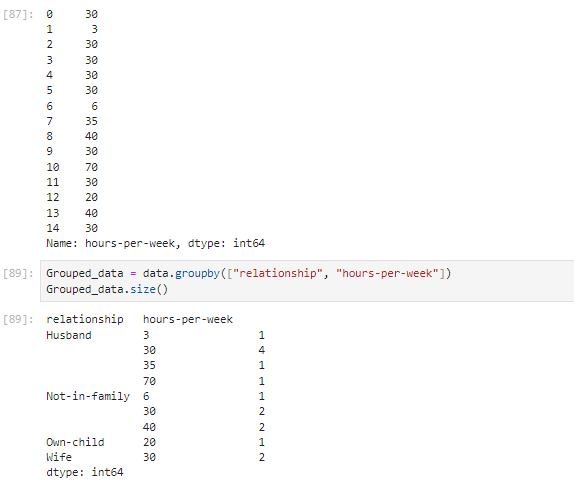 [87]: 0 30
1 3
2 30
3 30
4 30
5 30
6 6
7 35
8 40
9 30
10 70
11 30
12 20
13 40
14 30
Name: hours-per-week, dtype: int64
[89]: Grouped_data = data.groupby(["relationship", "hours-per-week"])
Grouped_data.size()
[89]: relationship hours-per-week
Husband 3 1
30 4
35 1
70 1
Not-in-family 6 1
30 2
40 2
Own-child 20 1
Wife 30 2
dtype: int64